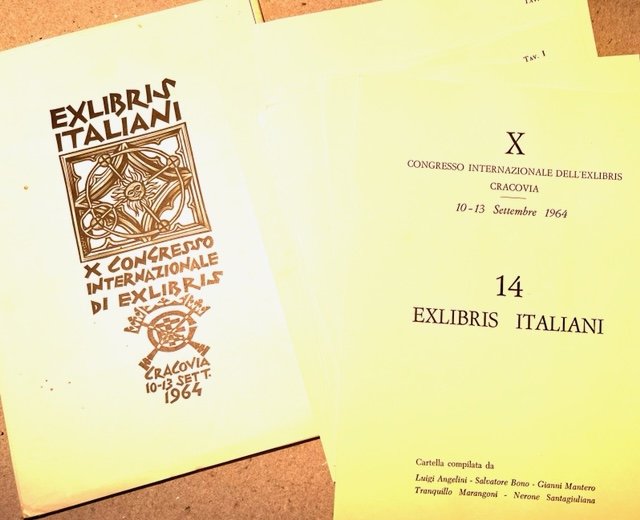 EXLIBRIS
ITALIANI
X CONGRESSO
INTERNAZIONALE
DI EXLIBRIS
CRACOVIA
10-13 SETT.
1964
TAV. I
X
CONGRESSO INTERNAZIONALE DELL'EXLIBRIS
CRACOVIA
10-13 Settembre 1964
14
EXLIBRIS ITALIANI
Cartella compilata da
Luigi Angelini - Salvatore Bono - Gianni Mantero
Tranquillo Marangoni - Nerone Santagiuliana